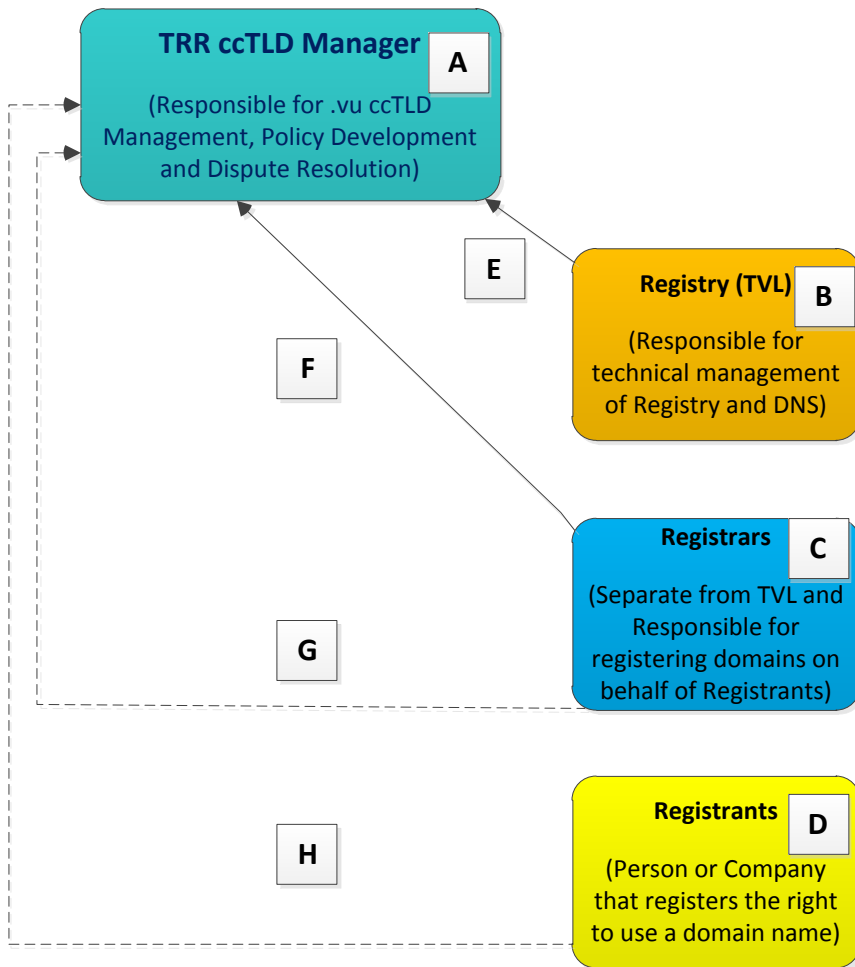 TRR ccTLD Manager
A
(Responsible for .vu ccTLD
Management, Policy Development
and Dispute Resolution)
E
Registry (TVL)
B
(Responsible for
technical management
of Registry and DNS)
F
Registrars
C
(Separate from TVL and
Responsible for
registering domains on
behalf of Registrants)
G
Registrants
D
(Person or Company
that registers the right
to use a domain name)
H